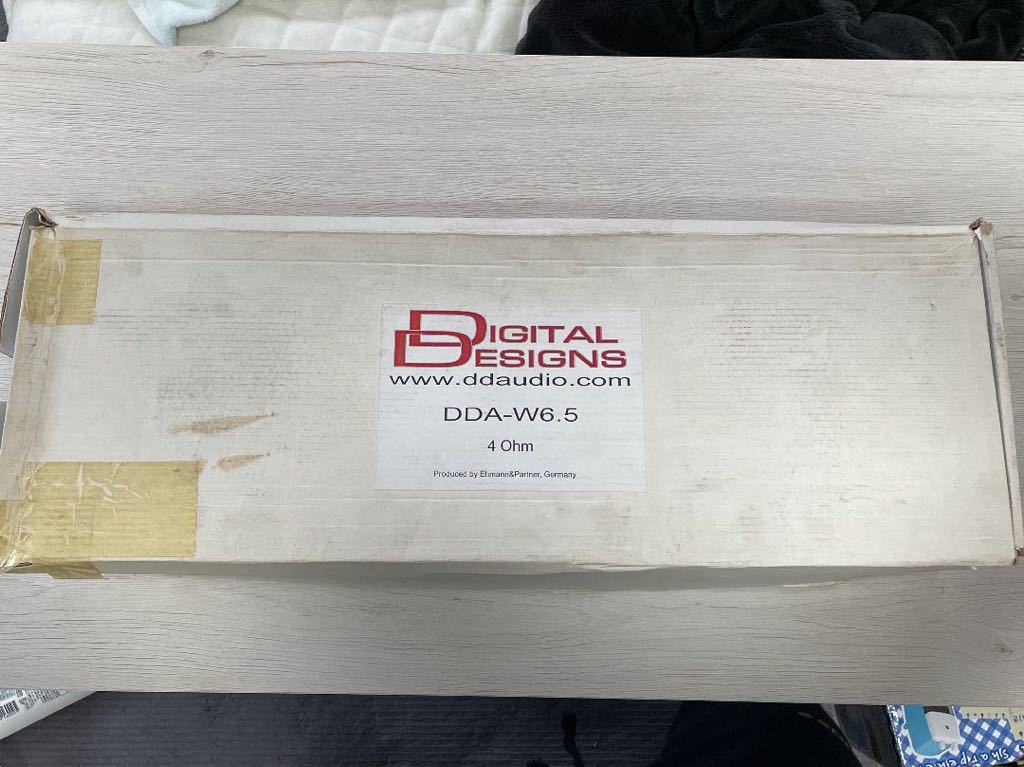 DIGITAL
DESIGNS
www.ddaudio.com
DDA-W6.5
4 Ohm
Produced by Ehmann&Partner, Germany